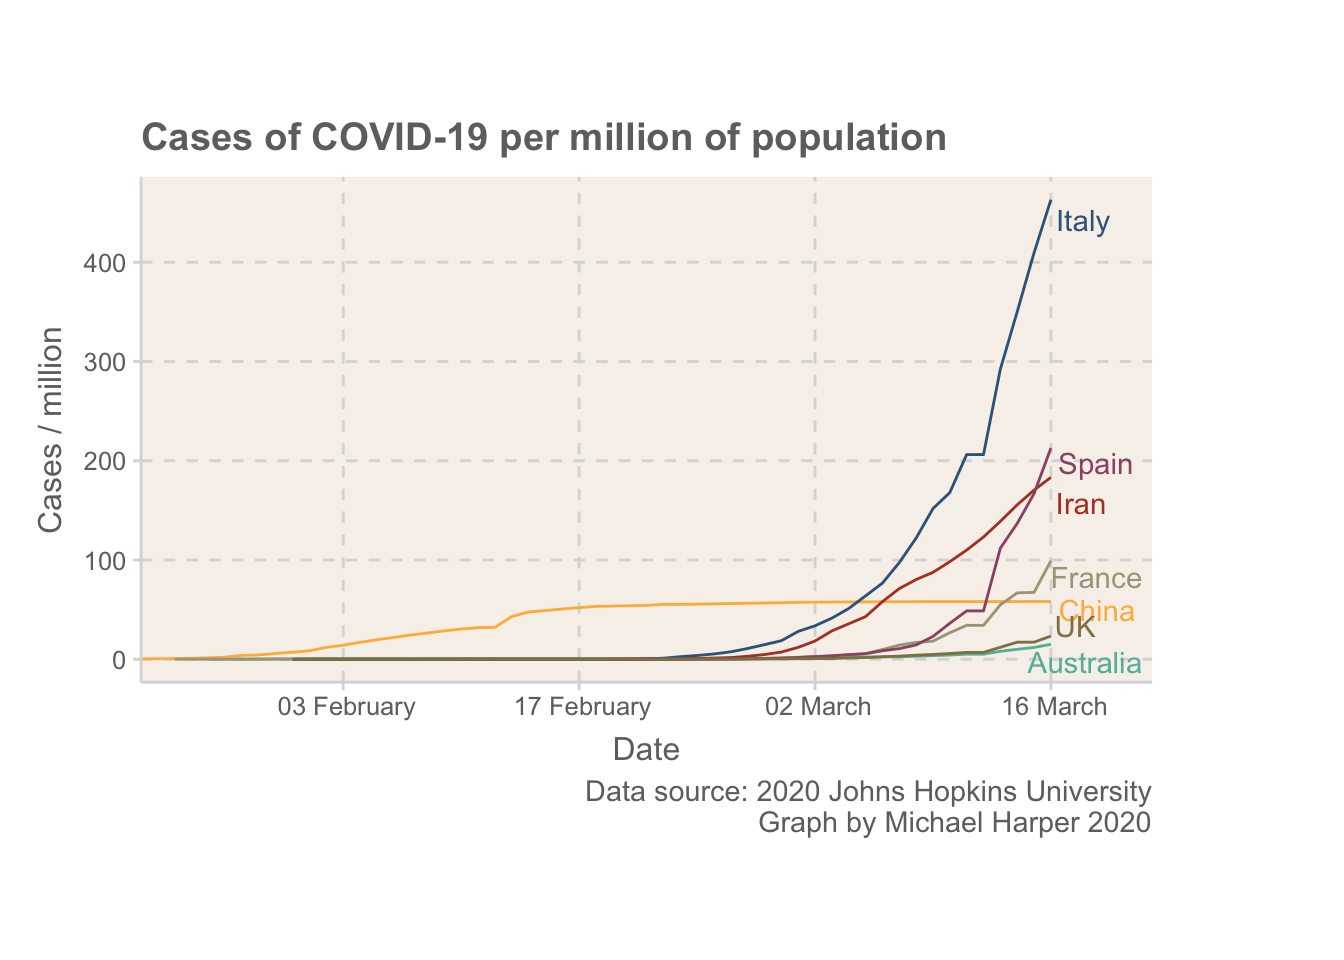 Cases of COVID-19 per million of population
Cases / million
400
300
200
100
0
Italy
Spain
Iran
France
China
UK
Australia
03 February
17 February
02 March
16 March
Date
Data source: 2020 Johns Hopkins University
Graph by Michael Harper 2020